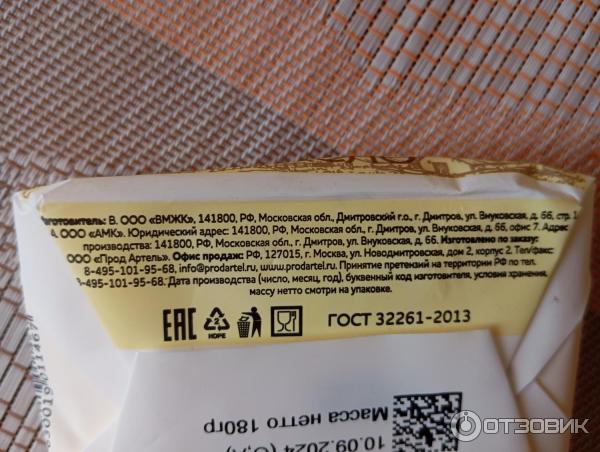 Изготовитель: В. ООО «ВМЖК», 141800, РФ, Московская обл., Дмитровский г.о., г. Дмитров, ул. Внуковская, д. 66, стр. 1
А. ООО «АМК». Юридический адрес: 141800, РФ, Московская обл., г. Дмитров, ул. Внуковская, д. 66, офис 7. Адрес
производства: 141800, РФ, Московская обл., г. Дмитров, ул. Внуковская, д. 66. Изготовлено по заказу:
ООО «Прод Артель». Офис продаж: РФ, 127015, г. Москва, ул. Новодмитровская, дом 2, корпус 2. Тел/факс:
8-495-101-95-68, info@prodartel.ru, www.prodartel.ru. Принятие претензий на территории РФ по тел.
8-495-101-95-68. Дата производства (число, месяц, год), буквенный код изготовителя, условия хранения,
массу нетто смотри на упаковке.
EAC 2 HDPE ГОСТ 32261-2013
Масса нетто 180гр
10.09.2024
ОТЗОВИК